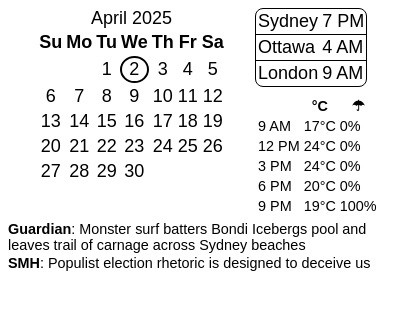 April 2025
Su Mo Tu We Th Fr Sa
1 2 3 4 5
6 7 8 9 10 11 12
13 14 15 16 17 18 19
20 21 22 23 24 25 26
27 28 29 30
Sydney 7 PM
Ottawa 4 AM
London 9 AM
°C ☂
9 AM 17°C 0%
12 PM 24°C 0%
3 PM 24°C 0%
6 PM 20°C 0%
9 PM 19°C 100%
Guardian: Monster surf batters Bondi Icebergs pool and
leaves trail of carnage across Sydney beaches
SMH: Populist election rhetoric is designed to deceive us